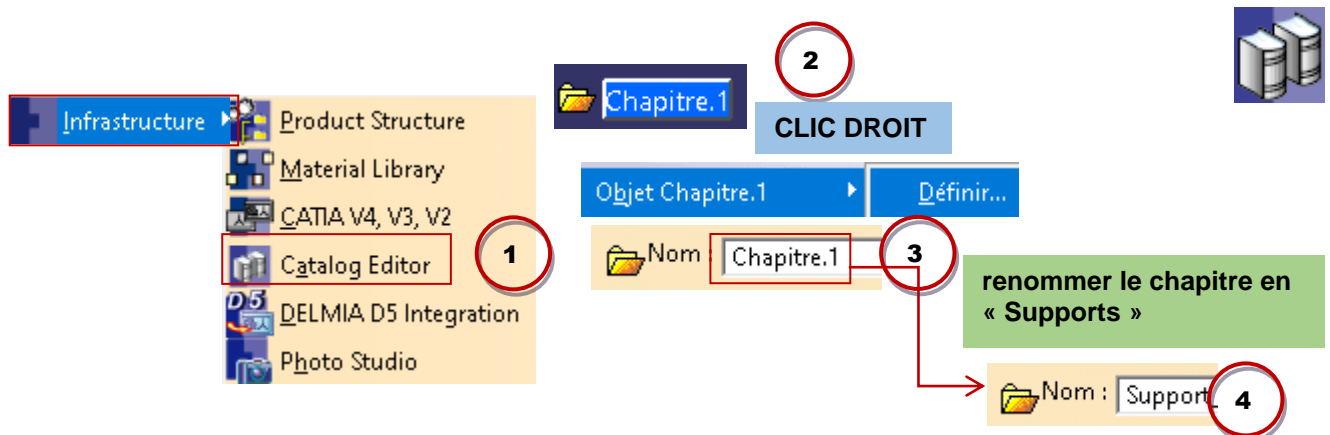 Infrastructure
Product Structure
Material Library
CATIA V4, V3, V2
Catalog Editor
DELMIA D5 Integration
Photo Studio
1
Chapitre.1
2
CLIC DROIT
Objet Chapitre.1
Définir...
Nom : Chapitre.1
3
renommer le chapitre en
« Supports »
Nom : Support
4